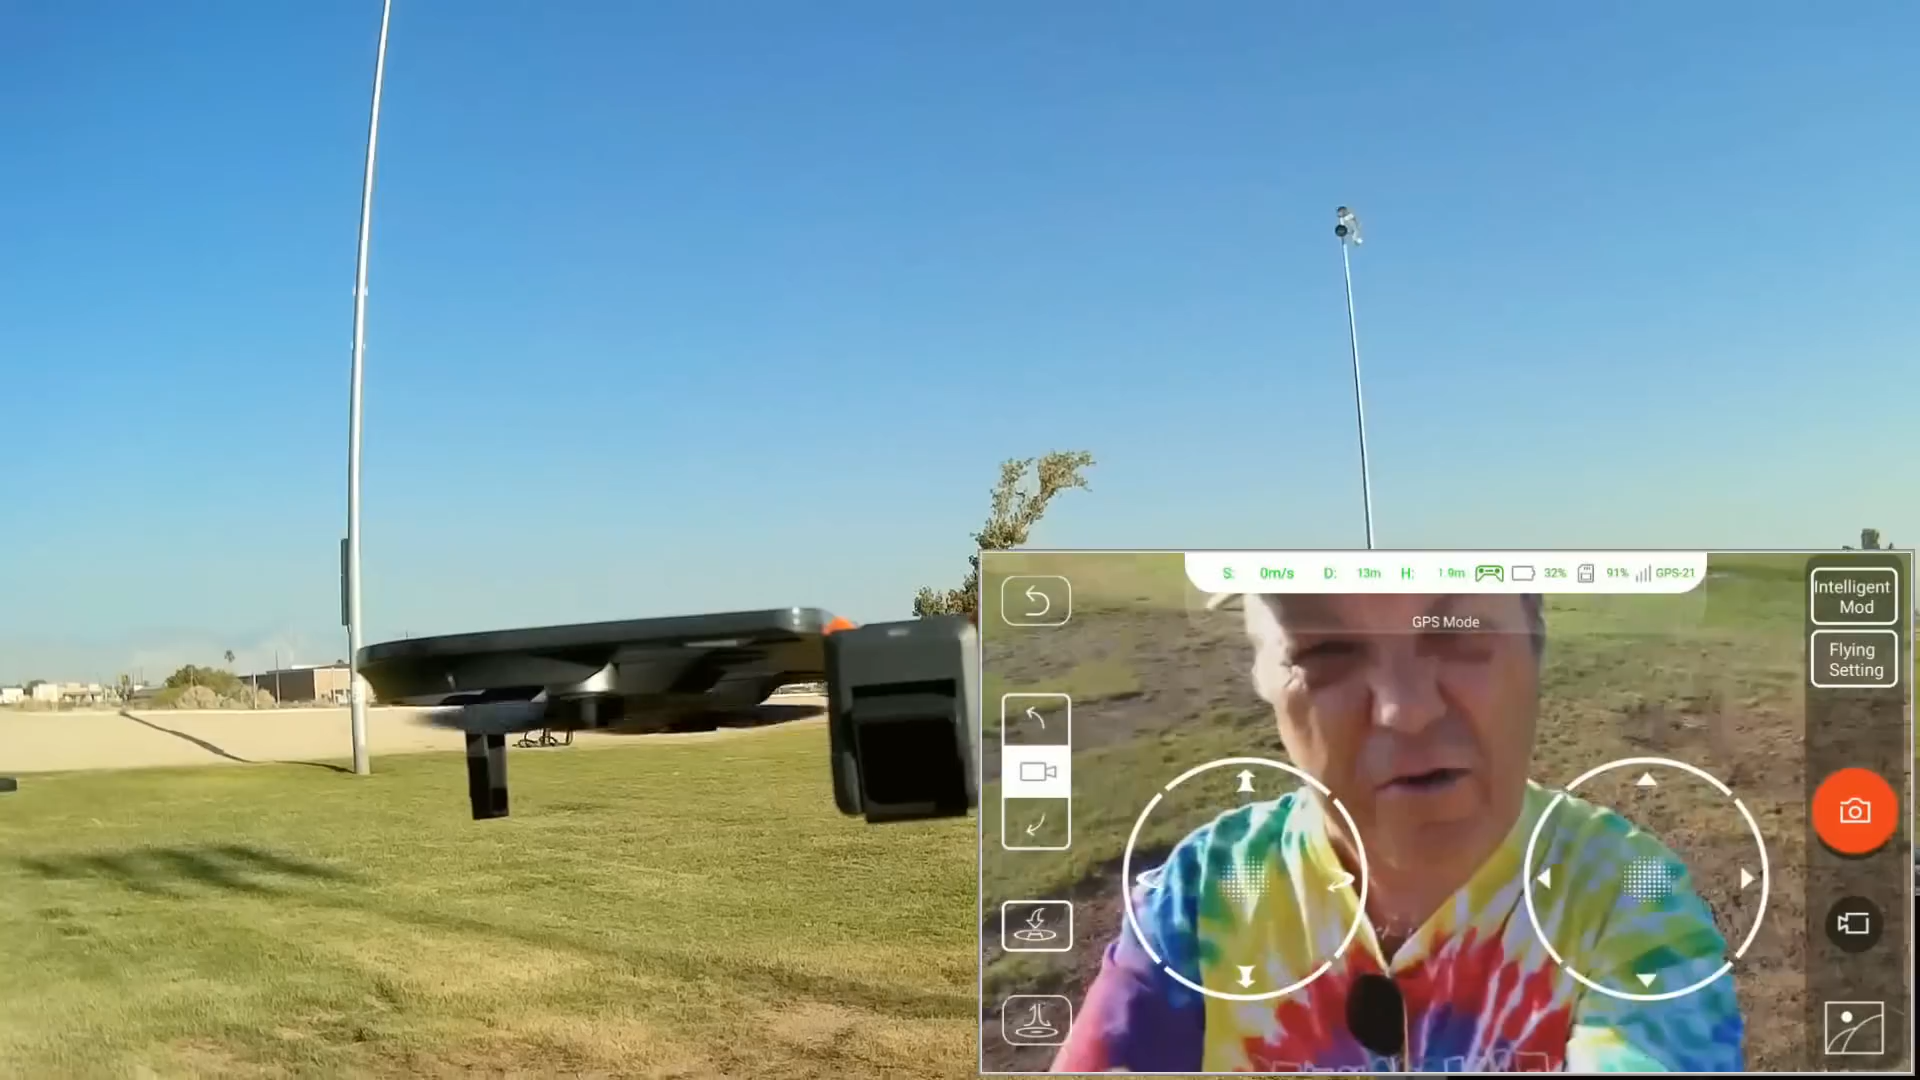 S: 0m/s D: 13m H: 1.9m 32% 91% GPS-21
GPS Mode
Intelligent
Mod
Flying
Setting